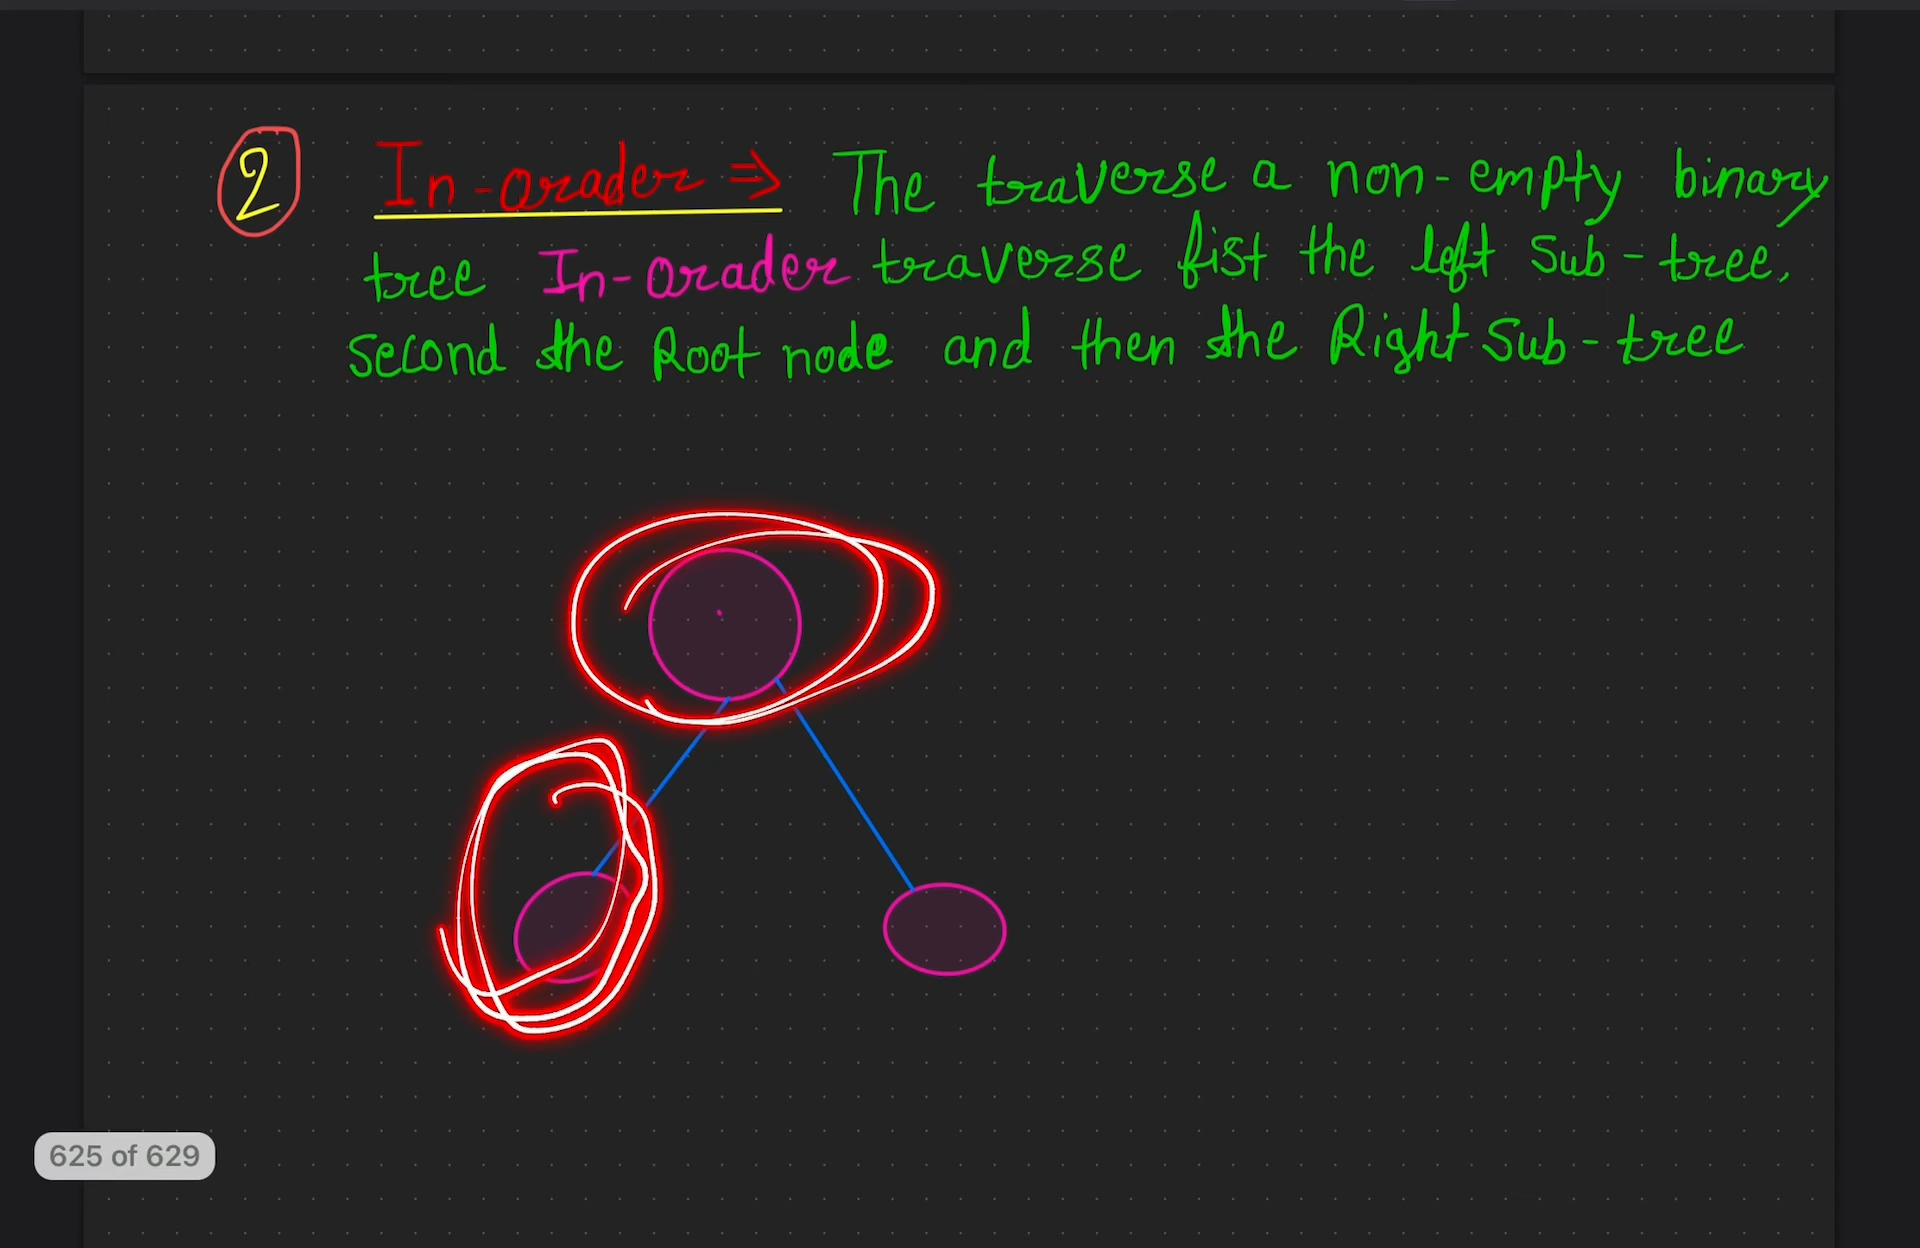 2 In-orader ⇒ The traverse a non-empty binary
tree In-orader traverse fist the left Sub-tree,
second the Root node and then the Right Sub-tree
625 of 629